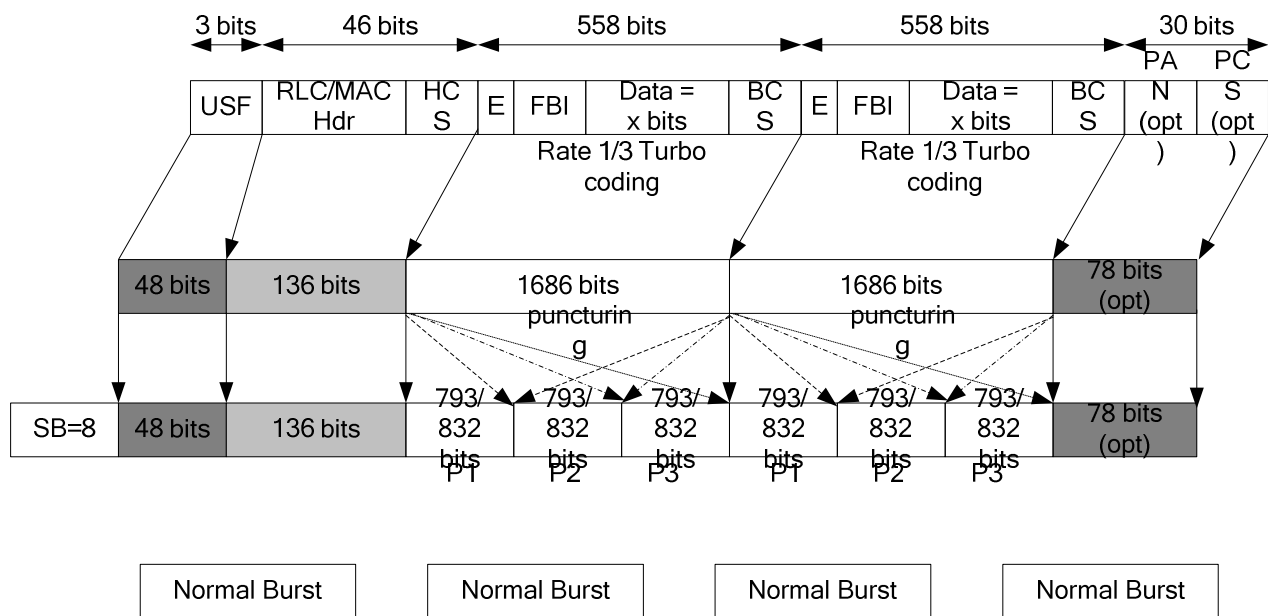 3 bits
46 bits
558 bits
558 bits
30 bits
USF
RLC/MAC
Hdr
HC
S
E
FBI
Data =
x bits
BC
S
E
FBI
Data =
x bits
BC
S
PA
N
(opt
)
PC
S
(opt
)
Rate 1/3 Turbo
coding
Rate 1/3 Turbo
coding
48 bits
136 bits
1686 bits
puncturin
g
1686 bits
puncturin
g
78 bits
(opt)
SB=8
48 bits
136 bits
793/
832
bits
P1
793/
832
bits
P2
793/
832
bits
P3
793/
832
bits
P1
793/
832
bits
P2
793/
832
bits
P3
78 bits
(opt)
Normal Burst
Normal Burst
Normal Burst
Normal Burst